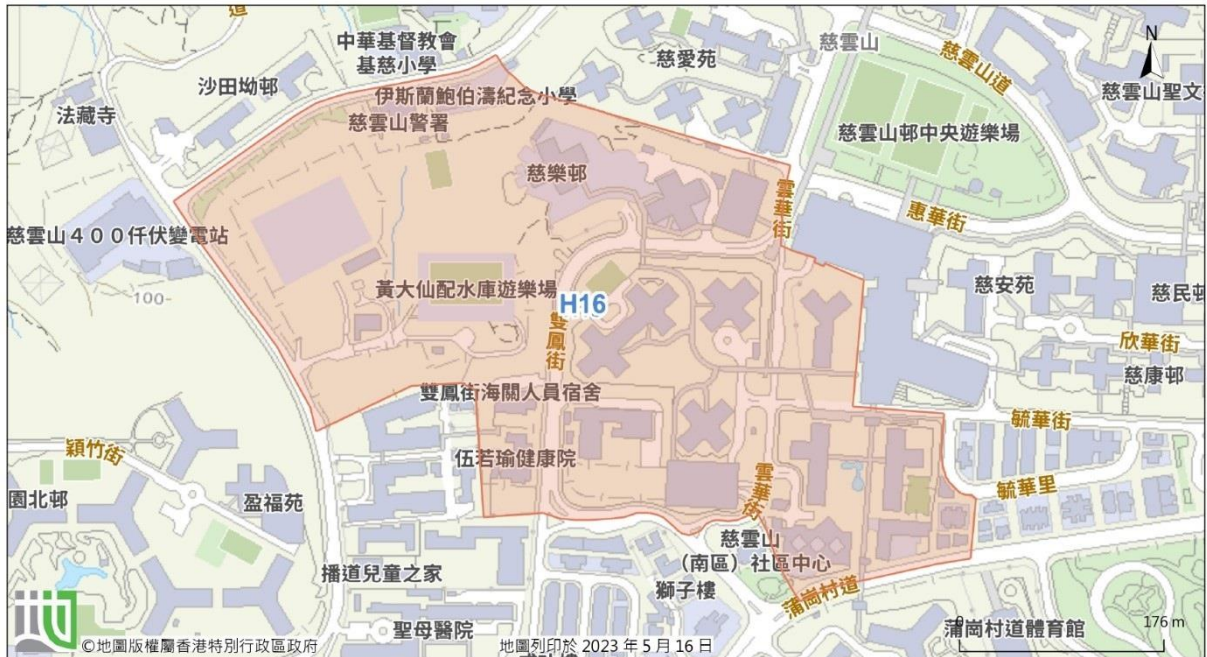 道
中華基督教會
基慈小學
慈愛苑
慈雲山
慈雲山道
N
沙田坳邨
伊斯蘭鮑伯濤紀念小學
慈雲山聖文
法藏寺
慈雲山警署
慈雲山邨中央遊樂場
慈樂邨
雲華街
惠華街
慈雲山400仟伏變電站
100
黃大仙配水庫遊樂場
H16
慈安苑
慈民邨
雙鳳街
欣華街
慈康邨
雙鳳街海關人員宿舍
毓華街
穎竹街
伍若瑜健康院
雲華街
毓華里
園北邨
盈福苑
慈雲山
(南區)社區中心
播道兒童之家
獅子樓
蒲崗村道
聖母醫院
蒲崗村道體育館
0
176 m
©地圖版權屬香港特別行政區政府
地圖列印於 2023 年 5 月 16 日